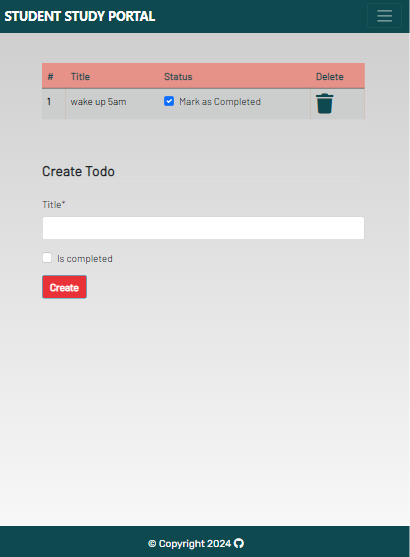 STUDENT STUDY PORTAL
# Title Status Delete
1 wake up 5am Mark as Completed
Create Todo
Title*
Is completed
Create
© Copyright 2024